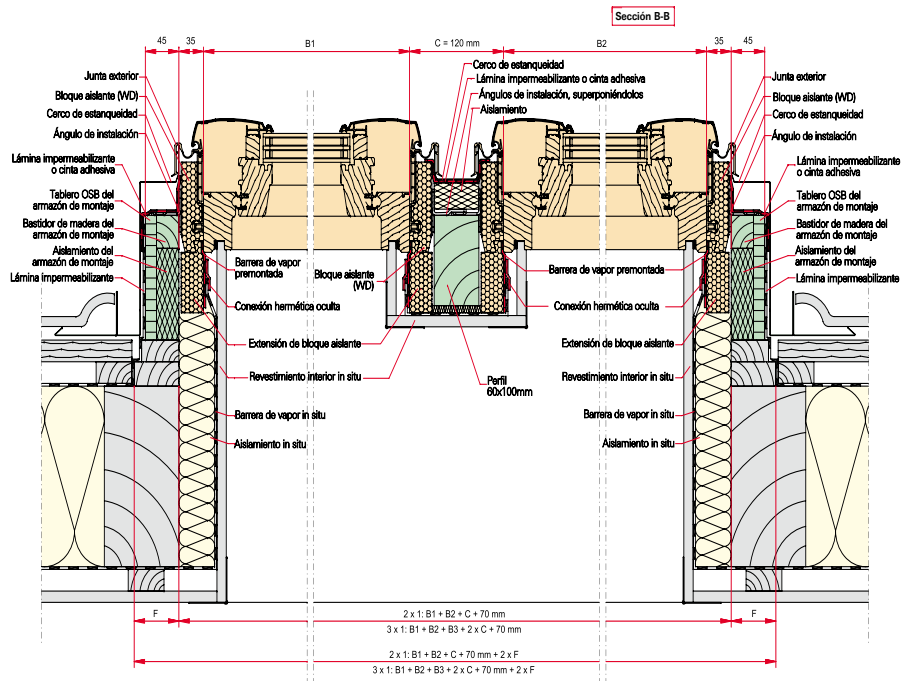 Sección B-B
45
35
B1
C = 120 mm
B2
35
45
Junta exterior
Bloque aislante (WD)
Cerco de estanqueidad
Ángulo de instalación
Lámina impermeabilizante
o cinta adhesiva
Tablero OSB del
armazón de montaje
Bastidor de madera del
armazón de montaje
Aislamiento del
armazón de montaje
Lámina impermeabilizante
Cerco de estanqueidad
Lámina impermeabilizante o cinta adhesiva
Ángulos de instalación, superponiéndolos
Aislamiento
Junta exterior
Bloque aislante (WD)
Cerco de estanqueidad
Ángulo de instalación
Lámina impermeabilizante
o cinta adhesiva
Tablero OSB del
armazón de montaje
Bastidor de madera del
armazón de montaje
Aislamiento del
armazón de montaje
Lámina impermeabilizante
Barrera de vapor
premontada
Bloque aislante
(WD)
Barrera de vapor premontada
Conexión hermética oculta
Conexión hermética oculta
Extensión de bloque aislante
Extensión de bloque aislante
Revestimiento interior in situ
Perfil
60x100mm
Revestimiento interior in situ
Barrera de vapor in situ
Barrera de vapor in situ
Aislamiento in situ
Aislamiento in situ
F
2 x 1: B1 + B2 + C + 70 mm
F
3 x 1: B1 + B2 + B3 + 2 x C + 70 mm
2 x 1: B1 + B2 + C + 70 mm + 2 x F
3 x 1: B1 + B2 + B3 + 2 x C + 70 mm + 2 x F